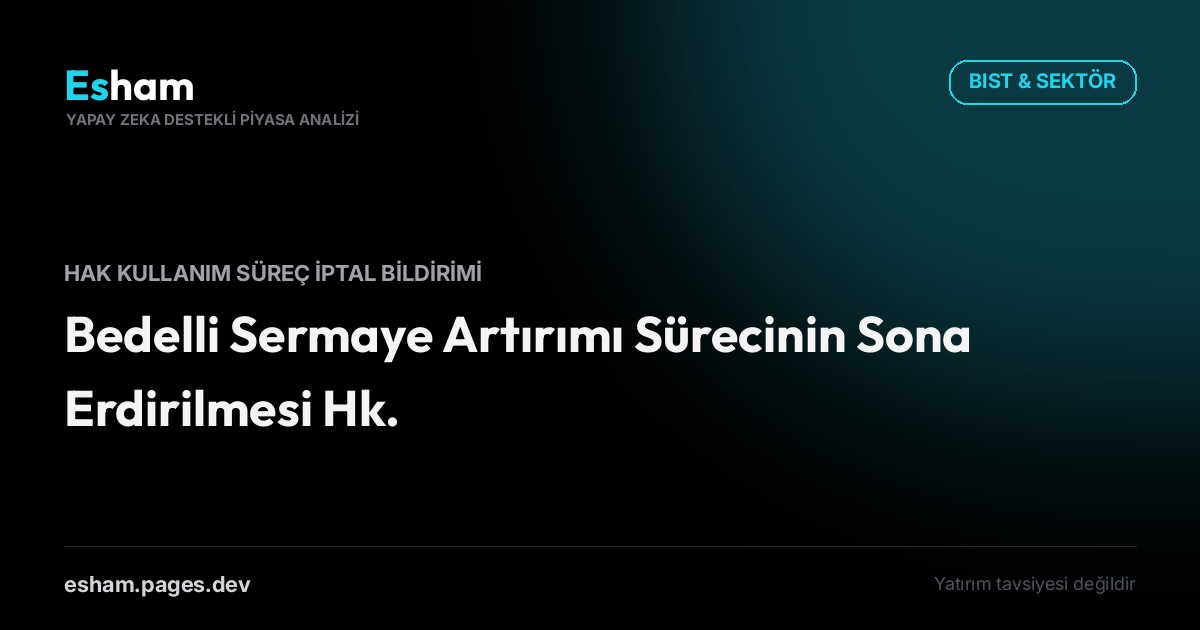 Esham
BIST & SEKTÖR
YAPAY ZEKA DESTEKLİ PİYASA ANALİZİ
HAK KULLANIM SÜREÇ İPTAL BİLDİRİMİ
Bedelli Sermaye Artırımı Sürecinin Sona
Erdirilmesi Hk.
esham.pages.dev
Yatırım tavsiyesi değildir